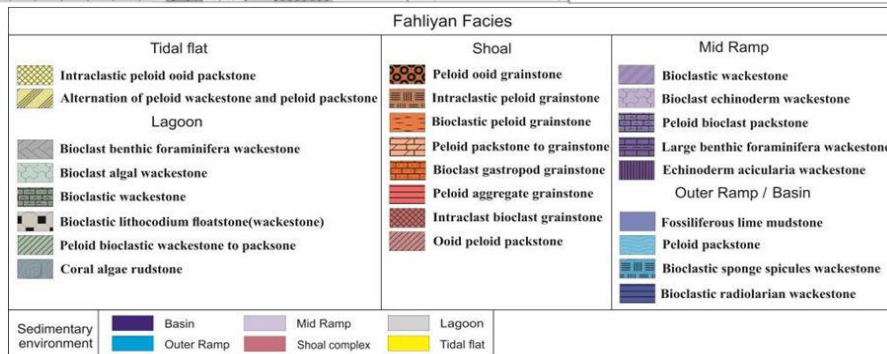 Fahliyan Facies
Tidal flat
Intraclastic peloid ooid packstone
Alternation of peloid wackestone and peloid packstone
Lagoon
Bioclast benthic foraminifera wackestone
Bioclast algal wackestone
Bioclastic wackestone
Bioclastic lithocodium floatstone(wackestone)
Peloid bioclastic wackestone to packsone
Coral algae rudstone
Shoal
Peloid ooid grainstone
Intraclastic peloid grainstone
Bioclastic peloid grainstone
Peloid packstone to grainstone
Bioclast gastropod grainstone
Peloid aggregate grainstone
Intraclast bioclast grainstone
Ooid peloid packstone
Mid Ramp
Bioclastic wackestone
Bioclast echinoderm wackestone
Peloid bioclast packstone
Large benthic foraminifera wackestone
Echinoderm acicularia wackestone
Outer Ramp / Basin
Fossiliferous lime mudstone
Peloid packstone
Bioclastic sponge spicules wackestone
Bioclastic radiolarian wackestone
Sedimentary
environment
Basin
Mid Ramp
Lagoon
Outer Ramp
Shoal complex
Tidal flat